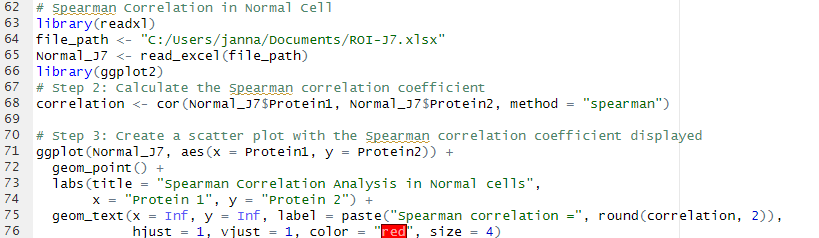 62 # Spearman Correlation in Normal Cell
63 library(readxl)
64 file_path <- "C:/Users/janna/Documents/ROI-J7.xlsx"
65 Normal_J7 <- read_excel(file_path)
66 library(ggplot2)
67 # Step 2: Calculate the Spearman correlation coefficient
68 correlation <- cor(Normal_J7$Protein1, Normal_J7$Protein2, method = "spearman")
69
70 # Step 3: Create a scatter plot with the Spearman correlation coefficient displayed
71 ggplot(Normal_J7, aes(x = Protein1, y = Protein2)) +
72   geom_point() +
73   labs(title = "Spearman Correlation Analysis in Normal cells",
74        x = "Protein 1", y = "Protein 2") +
75   geom_text(x = Inf, y = Inf, label = paste("Spearman correlation =", round(correlation, 2)),
76             hjust = 1, vjust = 1, color = "red", size = 4)